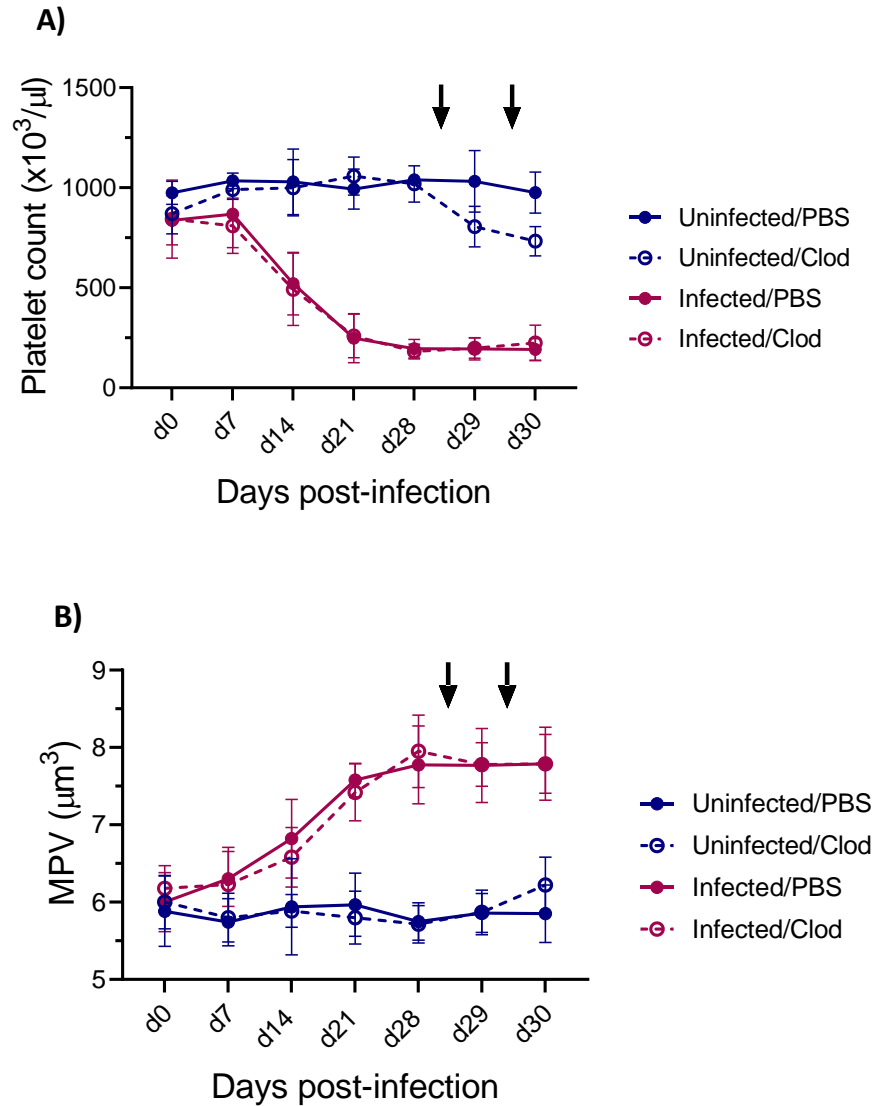 A)
1500
1000
500
0
Platelet count (x10³/μl)
d0 d7 d14 d21 d28 d29 d30
Days post-infection
Uninfected/PBS
Uninfected/Clod
Infected/PBS
Infected/Clod
B)
9
8
7
6
5
MPV (μm³)
d0 d7 d14 d21 d28 d29 d30
Days post-infection
Uninfected/PBS
Uninfected/Clod
Infected/PBS
Infected/Clod